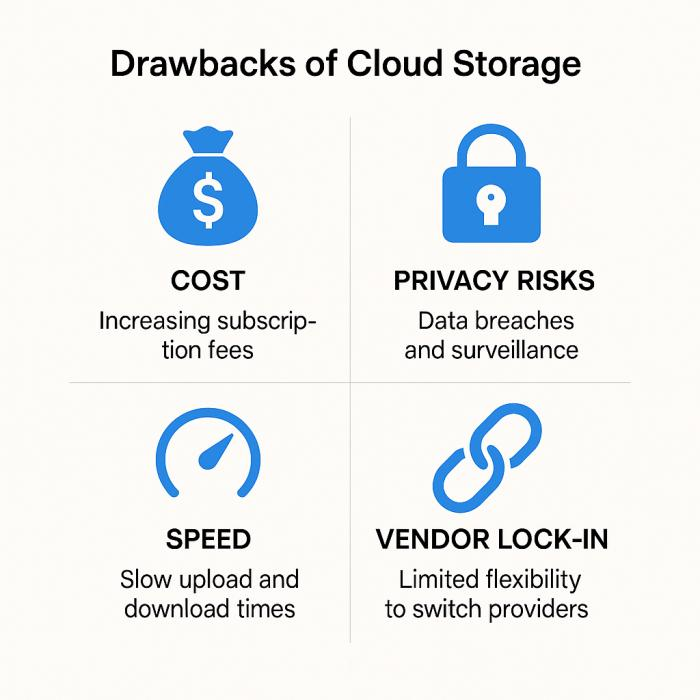 Drawbacks of Cloud Storage
$
COST
Increasing subscrip-
tion fees
PRIVACY RISKS
Data breaches
and surveillance
SPEED
Slow upload and
download times
VENDOR LOCK-IN
Limited flexibility
to switch providers